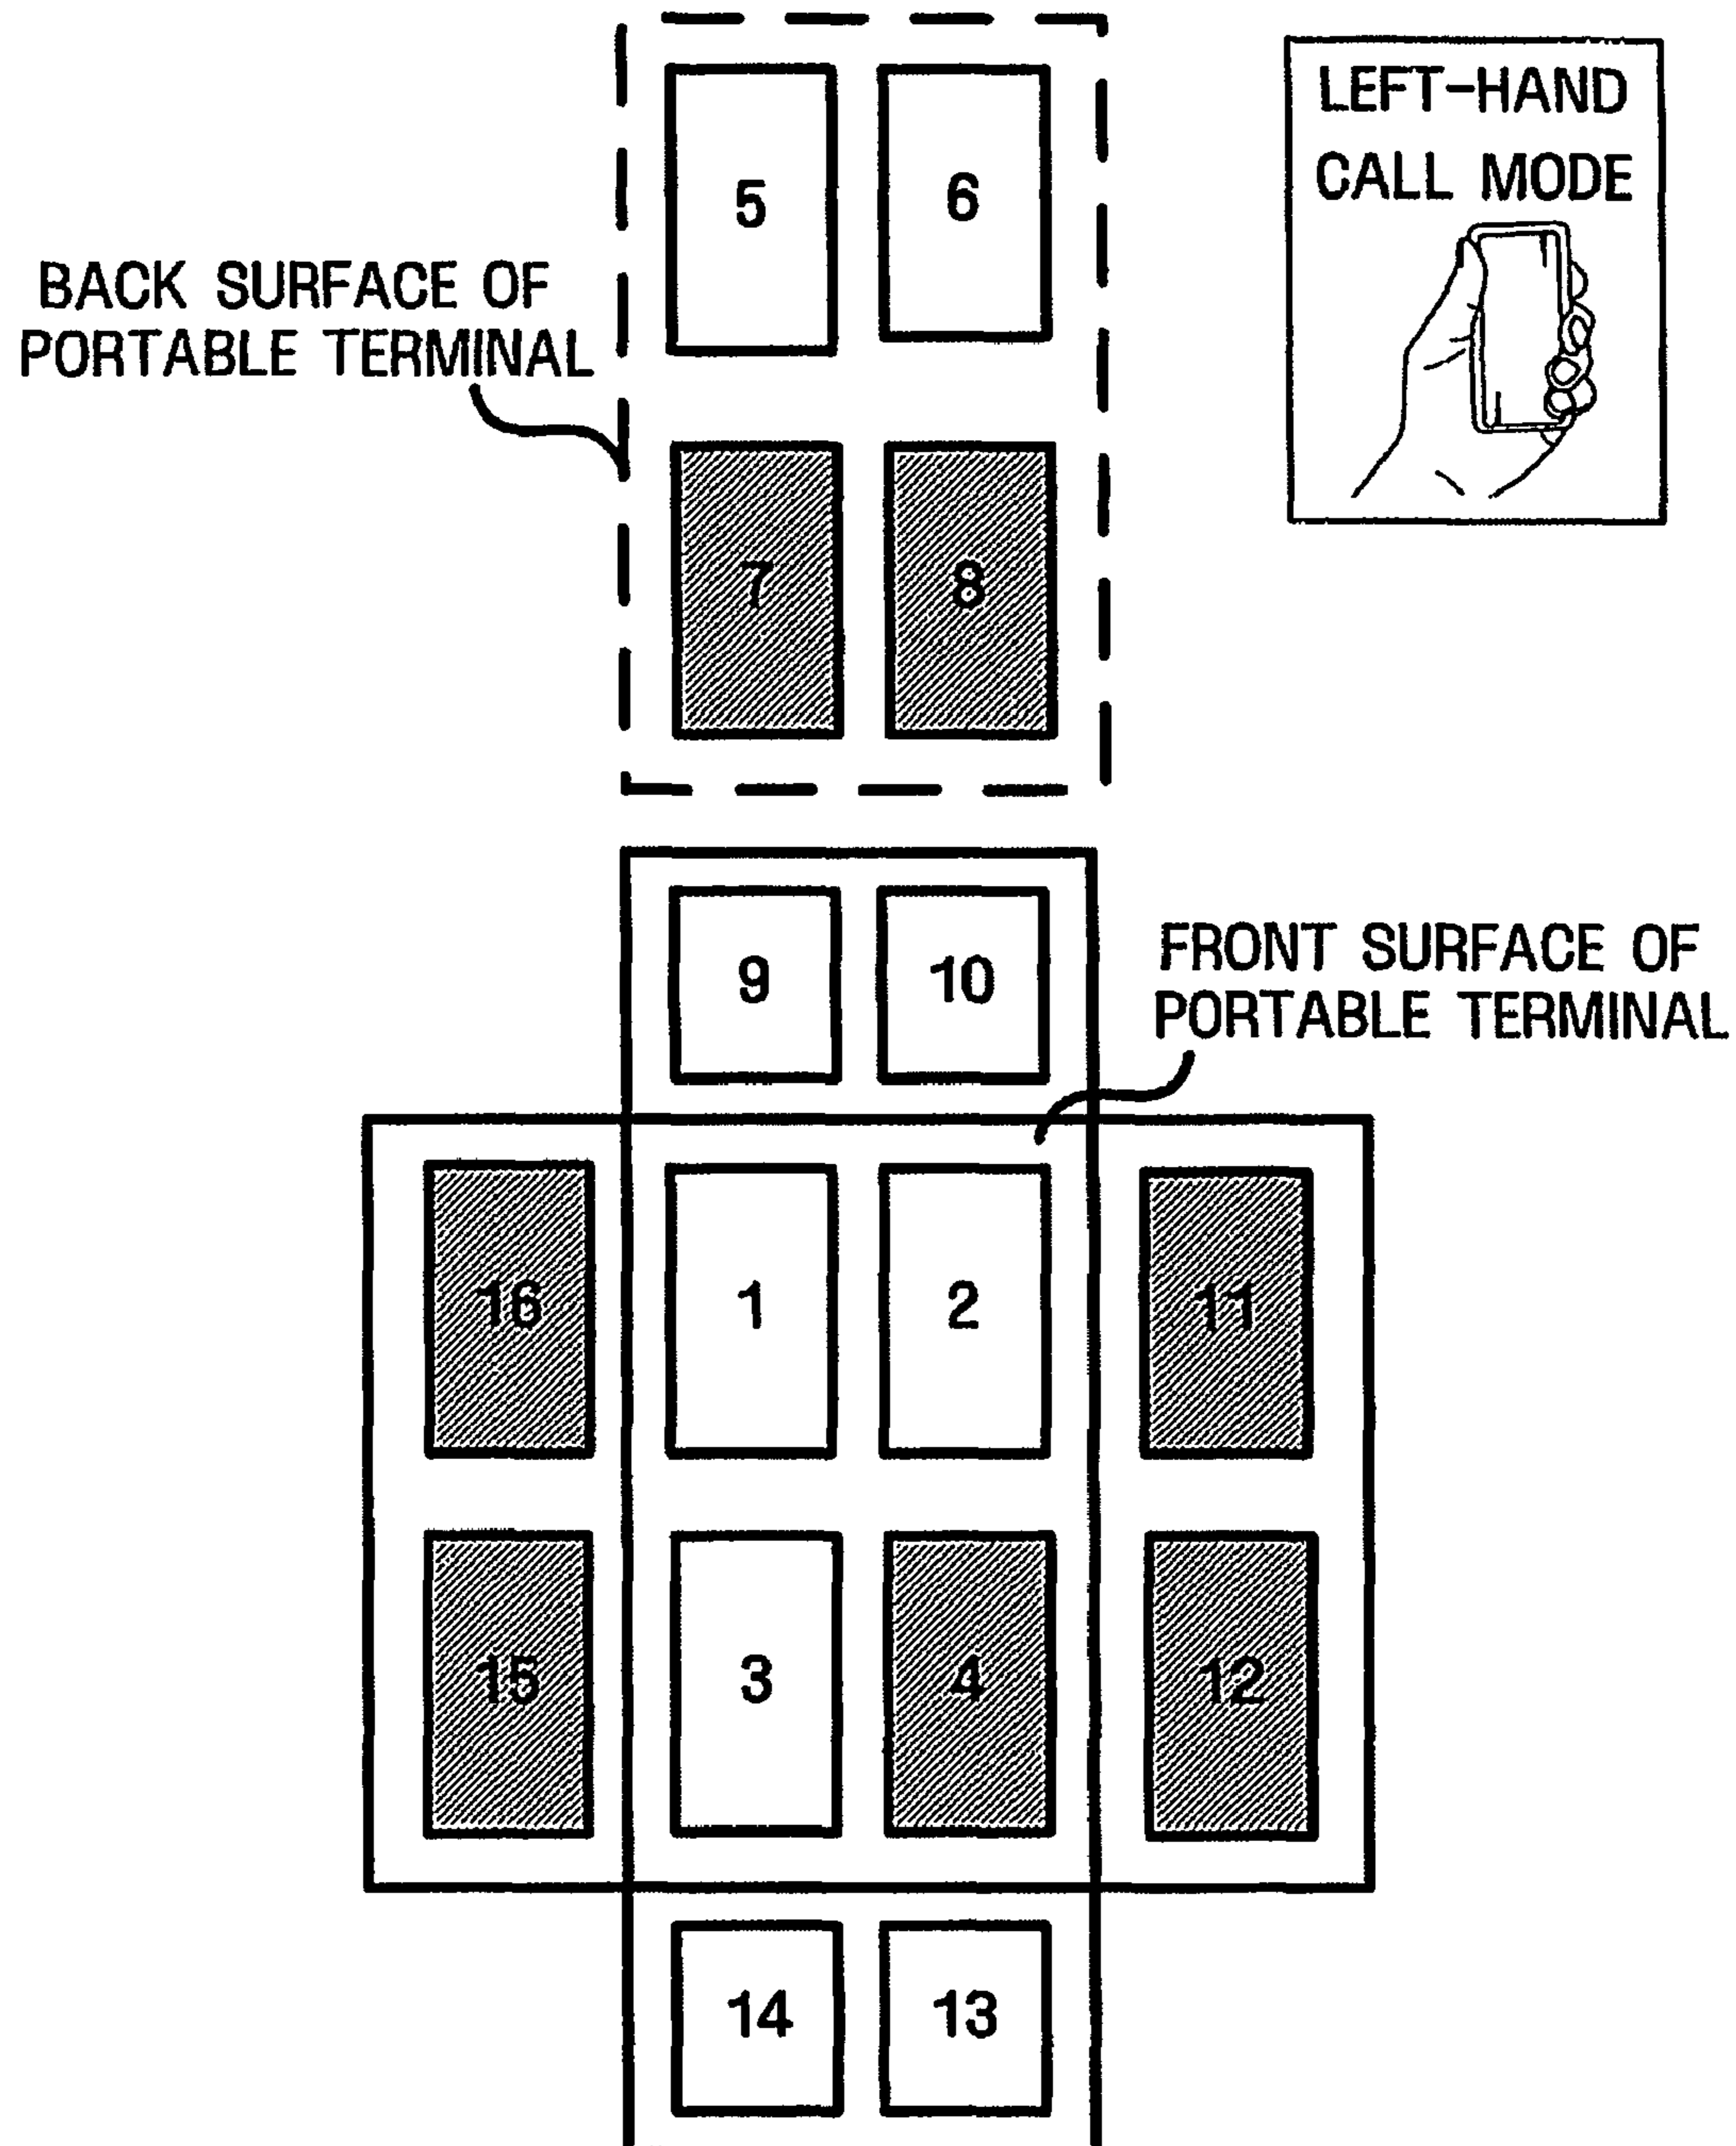 LEFT-HAND
CALL MODE
5 6
BACK SURFACE OF
PORTABLE TERMINAL
7 8
9 10
FRONT SURFACE OF
PORTABLE TERMINAL
16 1 2 11
15 3 4 12
14 13